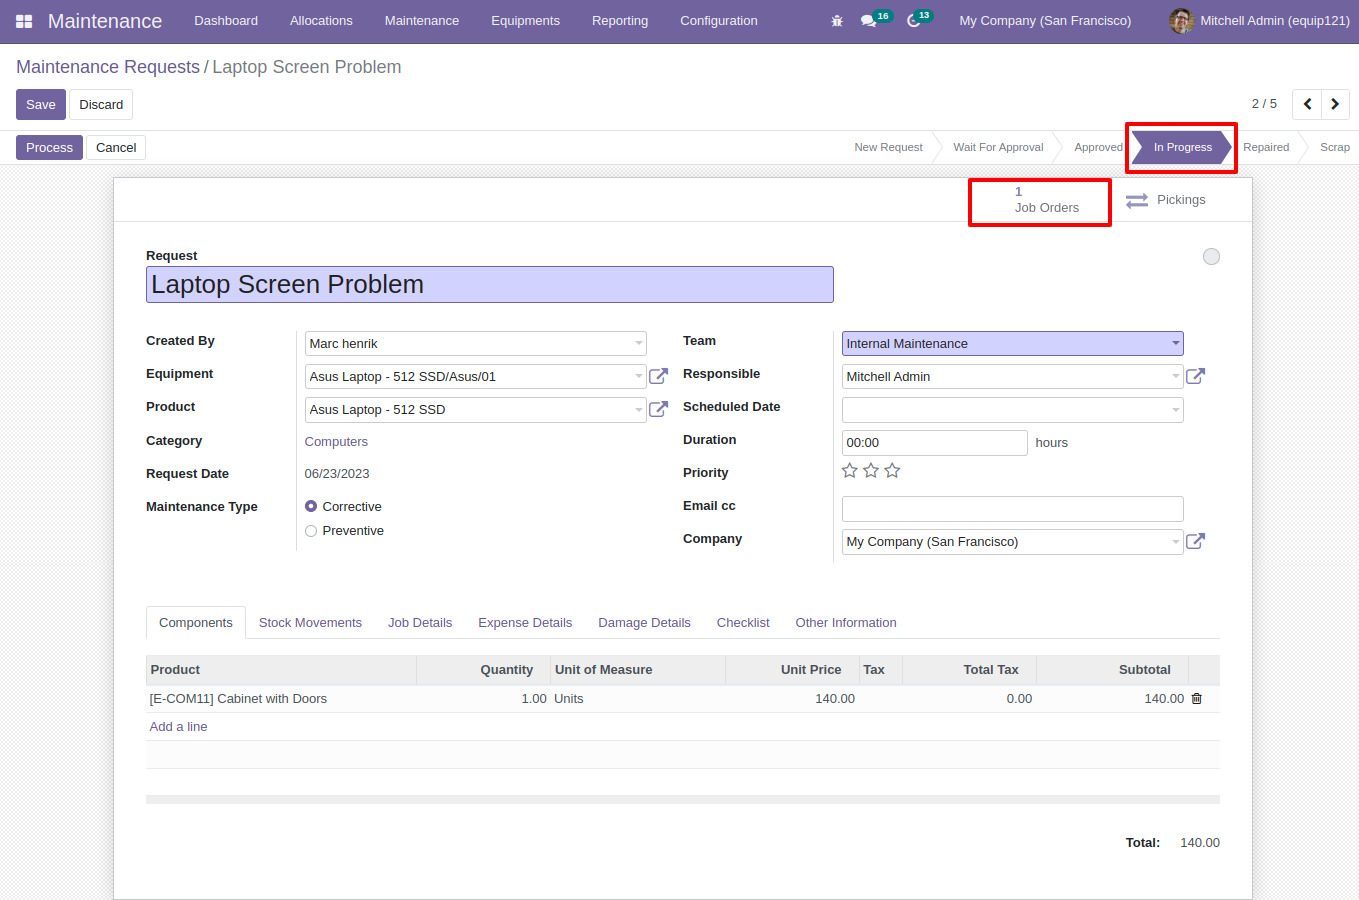 Maintenance Dashboard Allocations Maintenance Equipments Reporting Configuration 16 13 My Company (San Francisco) Mitchell Admin (equip121)
Maintenance Requests / Laptop Screen Problem
Save Discard 2 / 5
Process Cancel New Request Wait For Approval Approved In Progress Repaired Scrap
1
Job Orders Pickings
Request
Laptop Screen Problem
Created By Marc henrik Team Internal Maintenance
Equipment Asus Laptop - 512 SSD/Asus/01 Responsible Mitchell Admin
Product Asus Laptop - 512 SSD Scheduled Date
Category Computers Duration 00:00 hours
Request Date 06/23/2023 Priority
Maintenance Type Corrective Email cc
Preventive
Company My Company (San Francisco)
Components Stock Movements Job Details Expense Details Damage Details Checklist Other Information
Product Quantity Unit of Measure Unit Price Tax Total Tax Subtotal
[E-COM11] Cabinet with Doors 1.00 Units 140.00 0.00 140.00
Add a line
Total: 140.00